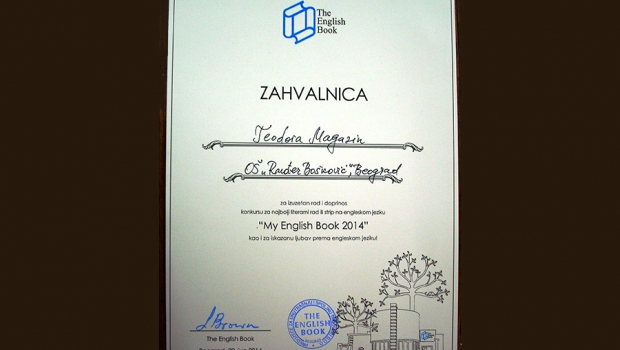 The
English
Book
ZAHVALNICA
Teodora Magazin
OŠ „Ruđer Bošković", Beograd
za izuzetan rad i doprinos
konkursu za najbolji literarni rad ili strip na engleskom jeziku
“My English Book 2014”
kao i za iskazanu ljubav prema engleskom jeziku!
THE
ENGLISH
BOOK
The English Book